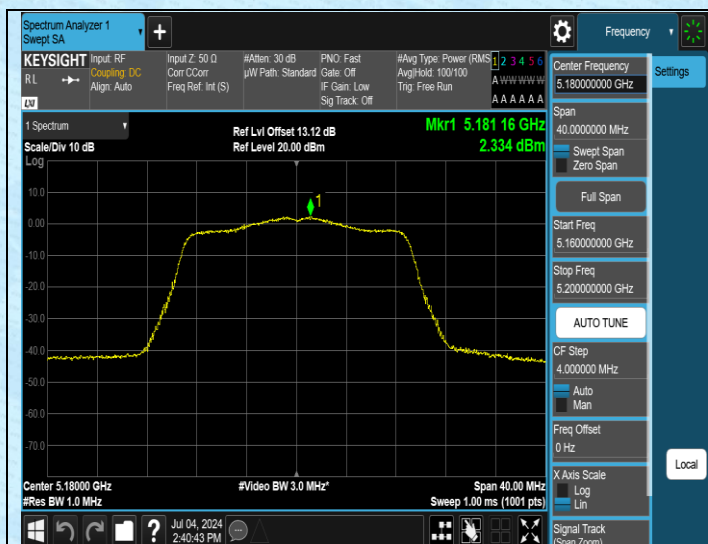 Spectrum Analyzer 1
Swept SA
Frequency
KEYSIGHT
R L
LXI
Input: RF
Coupling: DC
Align: Auto
Input Z: 50 Ω
Corr CCorr
Freq Ref: Int (S)
#Atten: 30 dB
µW Path: Standard
PNO: Fast
Gate: Off
IF Gain: Low
Sig Track: Off
#Avg Type: Power (RMS
Avg|Hold: 100/100
Trig: Free Run
1 2 3 4 5 6
A W W W W W
A A A A A A
1 Spectrum
Scale/Div 10 dB
Ref Lvl Offset 13.12 dB
Ref Level 20.00 dBm
Mkr1 5.181 16 GHz
2.334 dBm
Log
10.0
0.00
-10.0
-20.0
-30.0
-40.0
-50.0
-60.0
-70.0
1
Center 5.18000 GHz
#Res BW 1.0 MHz
#Video BW 3.0 MHz*
Span 40.00 MHz
Sweep 1.00 ms (1001 pts)
Jul 04, 2024
2:40:43 PM
Center Frequency
5.180000000 GHz
Settings
Span
40.0000000 MHz
Swept Span
Zero Span
Full Span
Start Freq
5.160000000 GHz
Stop Freq
5.200000000 GHz
AUTO TUNE
CF Step
4.000000 MHz
Auto
Man
Freq Offset
0 Hz
X Axis Scale
Log
Lin
Signal Track
(Span Zoom)
Local